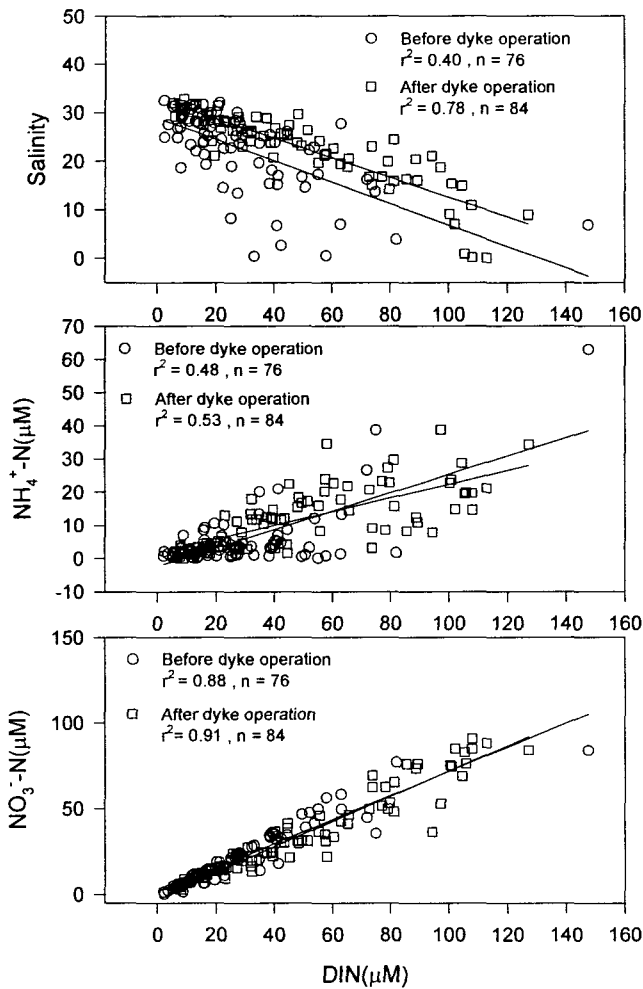 50
40
30
20
10
0
Salinity
Before dyke operation
r² = 0.40 , n = 76
After dyke operation
r² = 0.78 , n = 84
0 20 40 60 80 100 120 140 160
70
60
50
40
30
20
10
0
-10
NH₄⁺-N(μM)
Before dyke operation
r² = 0.48 , n = 76
After dyke operation
r² = 0.53 , n = 84
0 20 40 60 80 100 120 140 160
150
100
50
0
NO₃⁻-N(μM)
Before dyke operation
r² = 0.88 , n = 76
After dyke operation
r² = 0.91 , n = 84
0 20 40 60 80 100 120 140 160
DIN(μM)